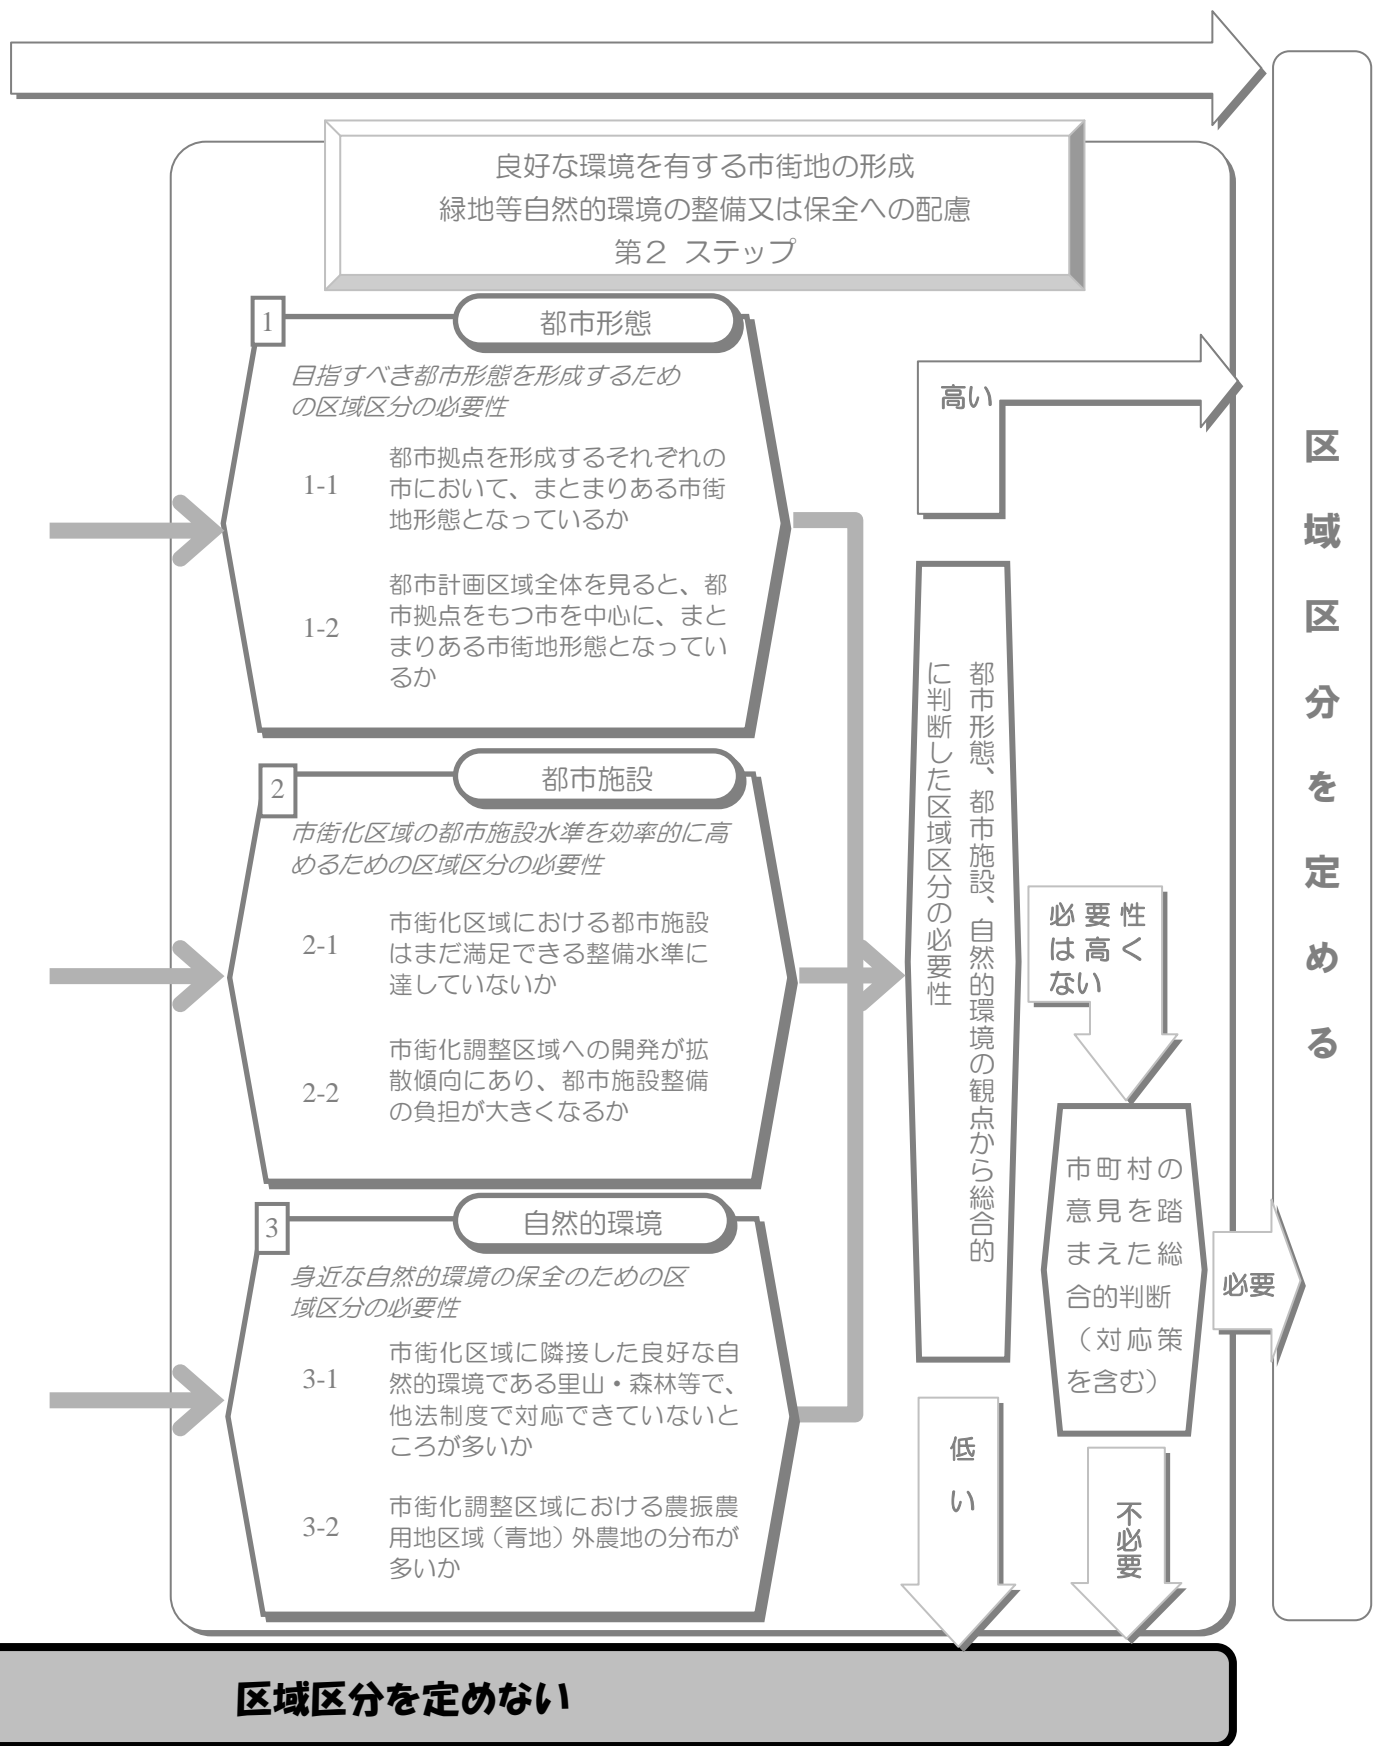 良好な環境を有する市街地の形成
緑地等自然的環境の整備又は保全への配慮
第2 ステップ
1
都市形態
目指すべき都市形態を形成するため
の区域区分の必要性
1-1
都市拠点を形成するそれぞれの
市において、まとまりある市街
地形態となっているか
1-2
都市計画区域全体を見ると、都
市拠点をもつ市を中心に、まと
まりある市街地形態となってい
るか
2
都市施設
市街化区域の都市施設水準を効率的に高
めるための区域区分の必要性
2-1
市街化区域における都市施設
はまだ満足できる整備水準に
達していないか
2-2
市街化調整区域への開発が拡
散傾向にあり、都市施設整備
の負担が大きくなるか
3
自然的環境
身近な自然的環境の保全のための区
域区分の必要性
3-1
市街化区域に隣接した良好な自
然的環境である里山・森林等で、
他法制度で対応できていないと
ころが多いか
3-2
市街化調整区域における農振農
用地区域（青地）外農地の分布が
多いか
高い
都市形態、都市施設、自然的環境の観点から総合的
に判断した区域区分の必要性
必要性
は高く
ない
市町村の
意見を踏
まえた総
合的判断
（対応策
を含む）
必要
低い
不必要
区域区分を定める
区域区分を定めない